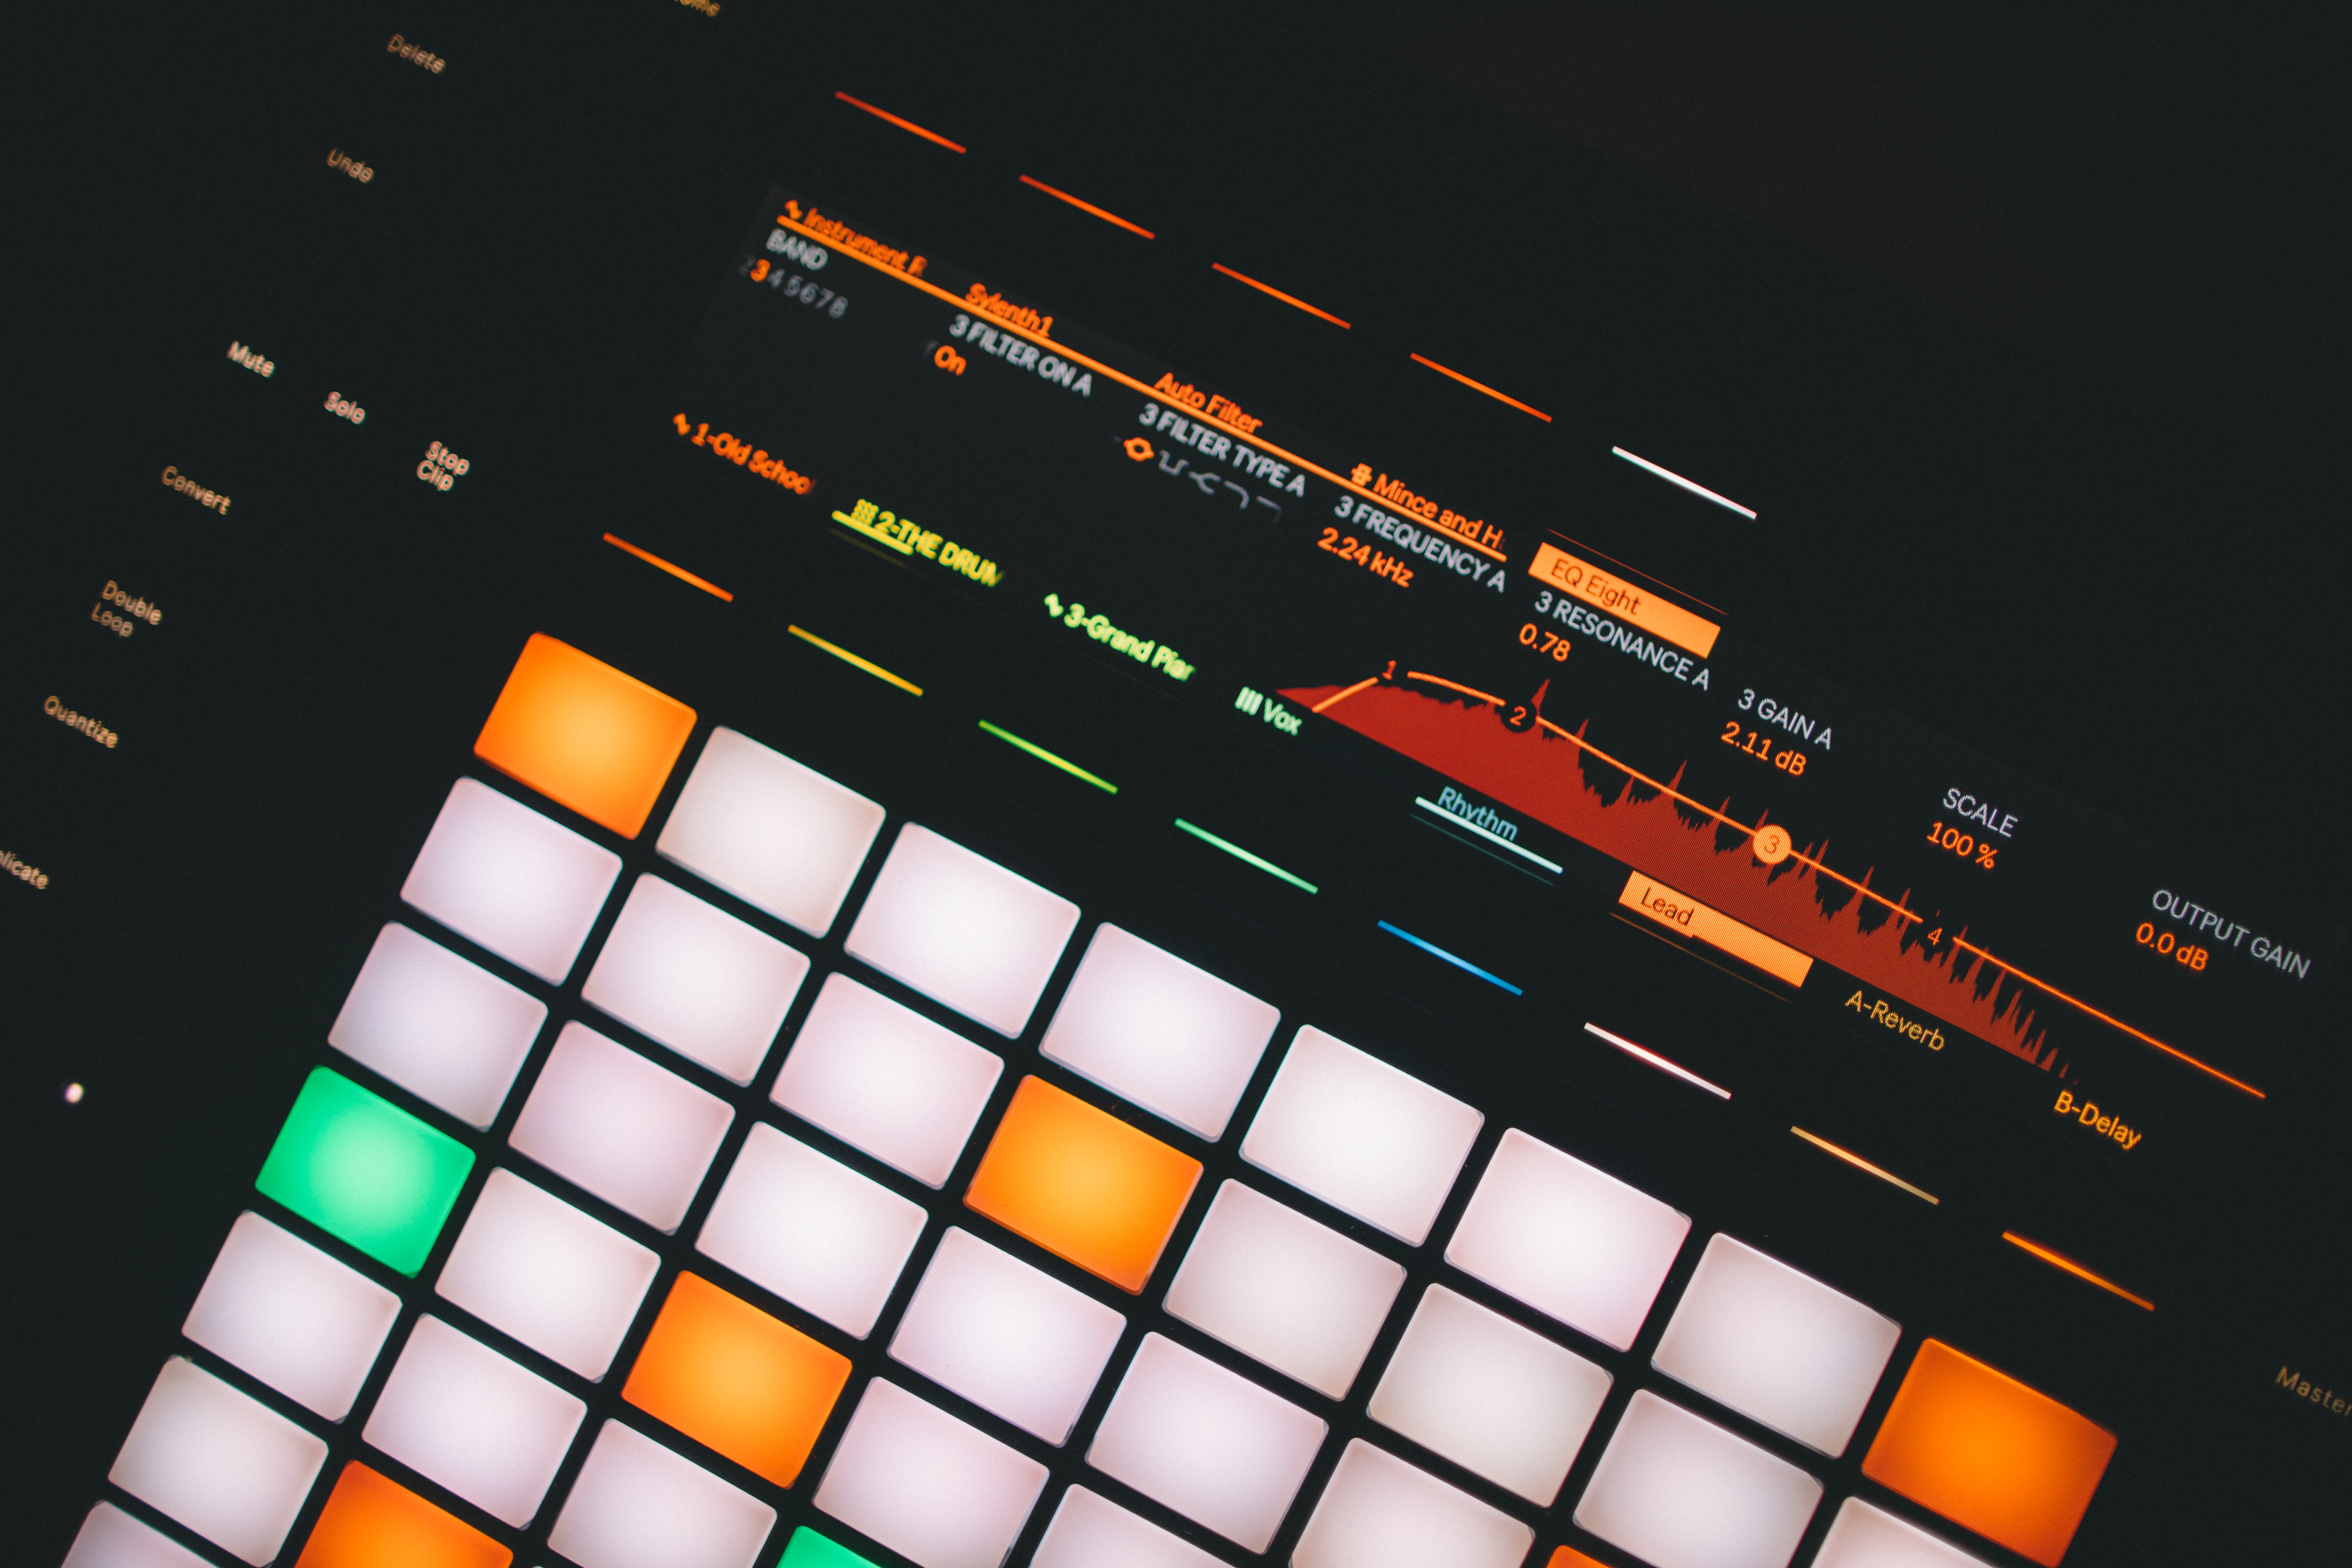 Delete
Undo
Mute
Solo
Stop
Clip
Convert
Double
Loop
Quantize
Instrument R
Sylenth1
Auto Filter
Mince and H
EQ Eight
BAND
2 3 4 5 6 7 8
3 FILTER ON A
On
3 FILTER TYPE A
3 FREQUENCY A
2.24 kHz
3 RESONANCE A
0.78
3 GAIN A
2.11 dB
SCALE
100 %
OUTPUT GAIN
0.0 dB
1
2
3
4
1-Old School
2-THE DRUM
3-Grand Pian
Vox
Rhythm
Lead
A-Reverb
B-Delay
Master